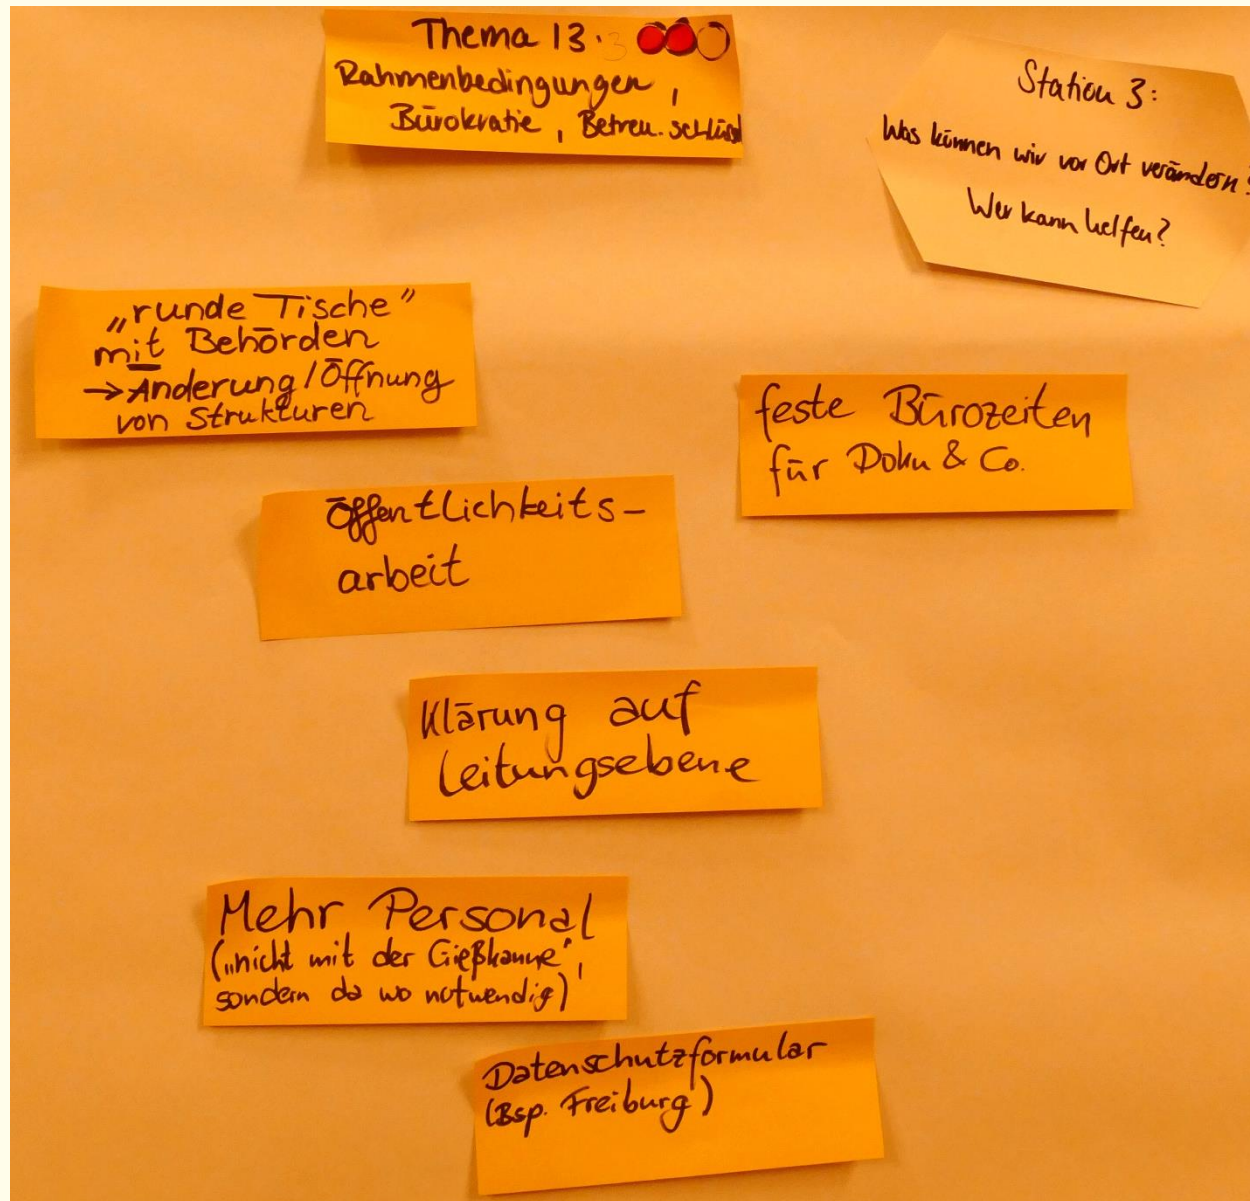 Thema 13. 3
Rahmenbedingungen,
Bürokratie, Betreu.schlüssel
Station 3:
Was können wir vor Ort verändern?
Wer kann helfen?
„runde Tische"
mit Behörden
→ Änderung/Öffnung
von Strukturen
feste Bürozeiten
für Doku & Co.
Öffentlichkeits-
arbeit
Klärung auf
Leitungsebene
Mehr Personal
(„nicht mit der Gießkanne",
sondern da wo notwendig)
Datenschutzformular
(Bsp. Freiburg)